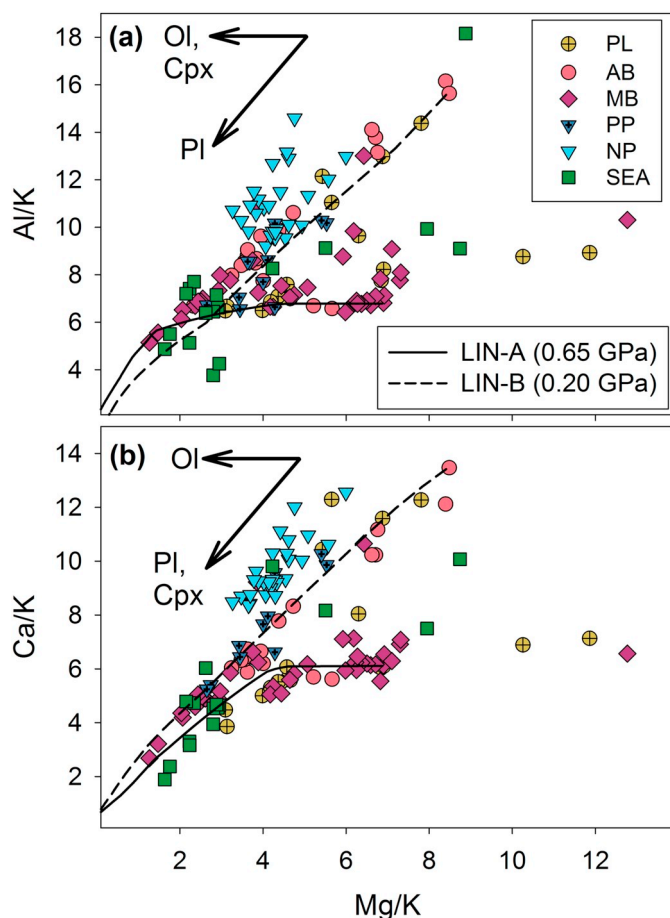 (a)
Ol,
Cpx
Pl
PL
AB
MB
PP
NP
SEA
18
16
14
12
10
8
6
4
Al/K
LIN-A (0.65 GPa)
LIN-B (0.20 GPa)
(b)
Ol
Pl,
Cpx
14
12
10
8
6
4
2
Ca/K
2 4 6 8 10 12
Mg/K